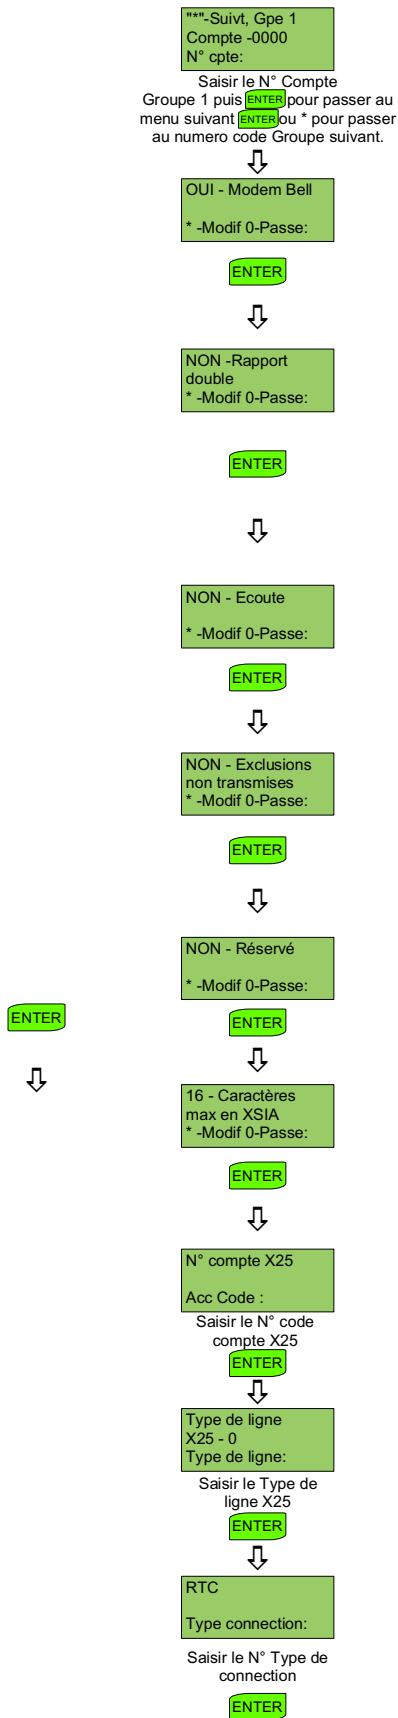 "*"-Suivt, Gpe 1
Compte -0000
N° cpte:
Saisir le N° Compte
Groupe 1 puis ENTER pour passer au
menu suivant ENTER ou * pour passer
au numero code Groupe suivant.
OUI - Modem Bell
* -Modif 0-Passe:
ENTER
NON -Rapport
double
* -Modif 0-Passe:
ENTER
NON - Ecoute
* -Modif 0-Passe:
ENTER
NON - Exclusions
non transmises
* -Modif 0-Passe:
ENTER
NON - Réservé
* -Modif 0-Passe:
ENTER
ENTER
16 - Caractères
max en XSIA
* -Modif 0-Passe:
ENTER
N° compte X25
Acc Code :
Saisir le N° code
compte X25
ENTER
Type de ligne
X25 - 0
Type de ligne:
Saisir le Type de
ligne X25
ENTER
RTC
Type connection:
Saisir le N° Type de
connection
ENTER